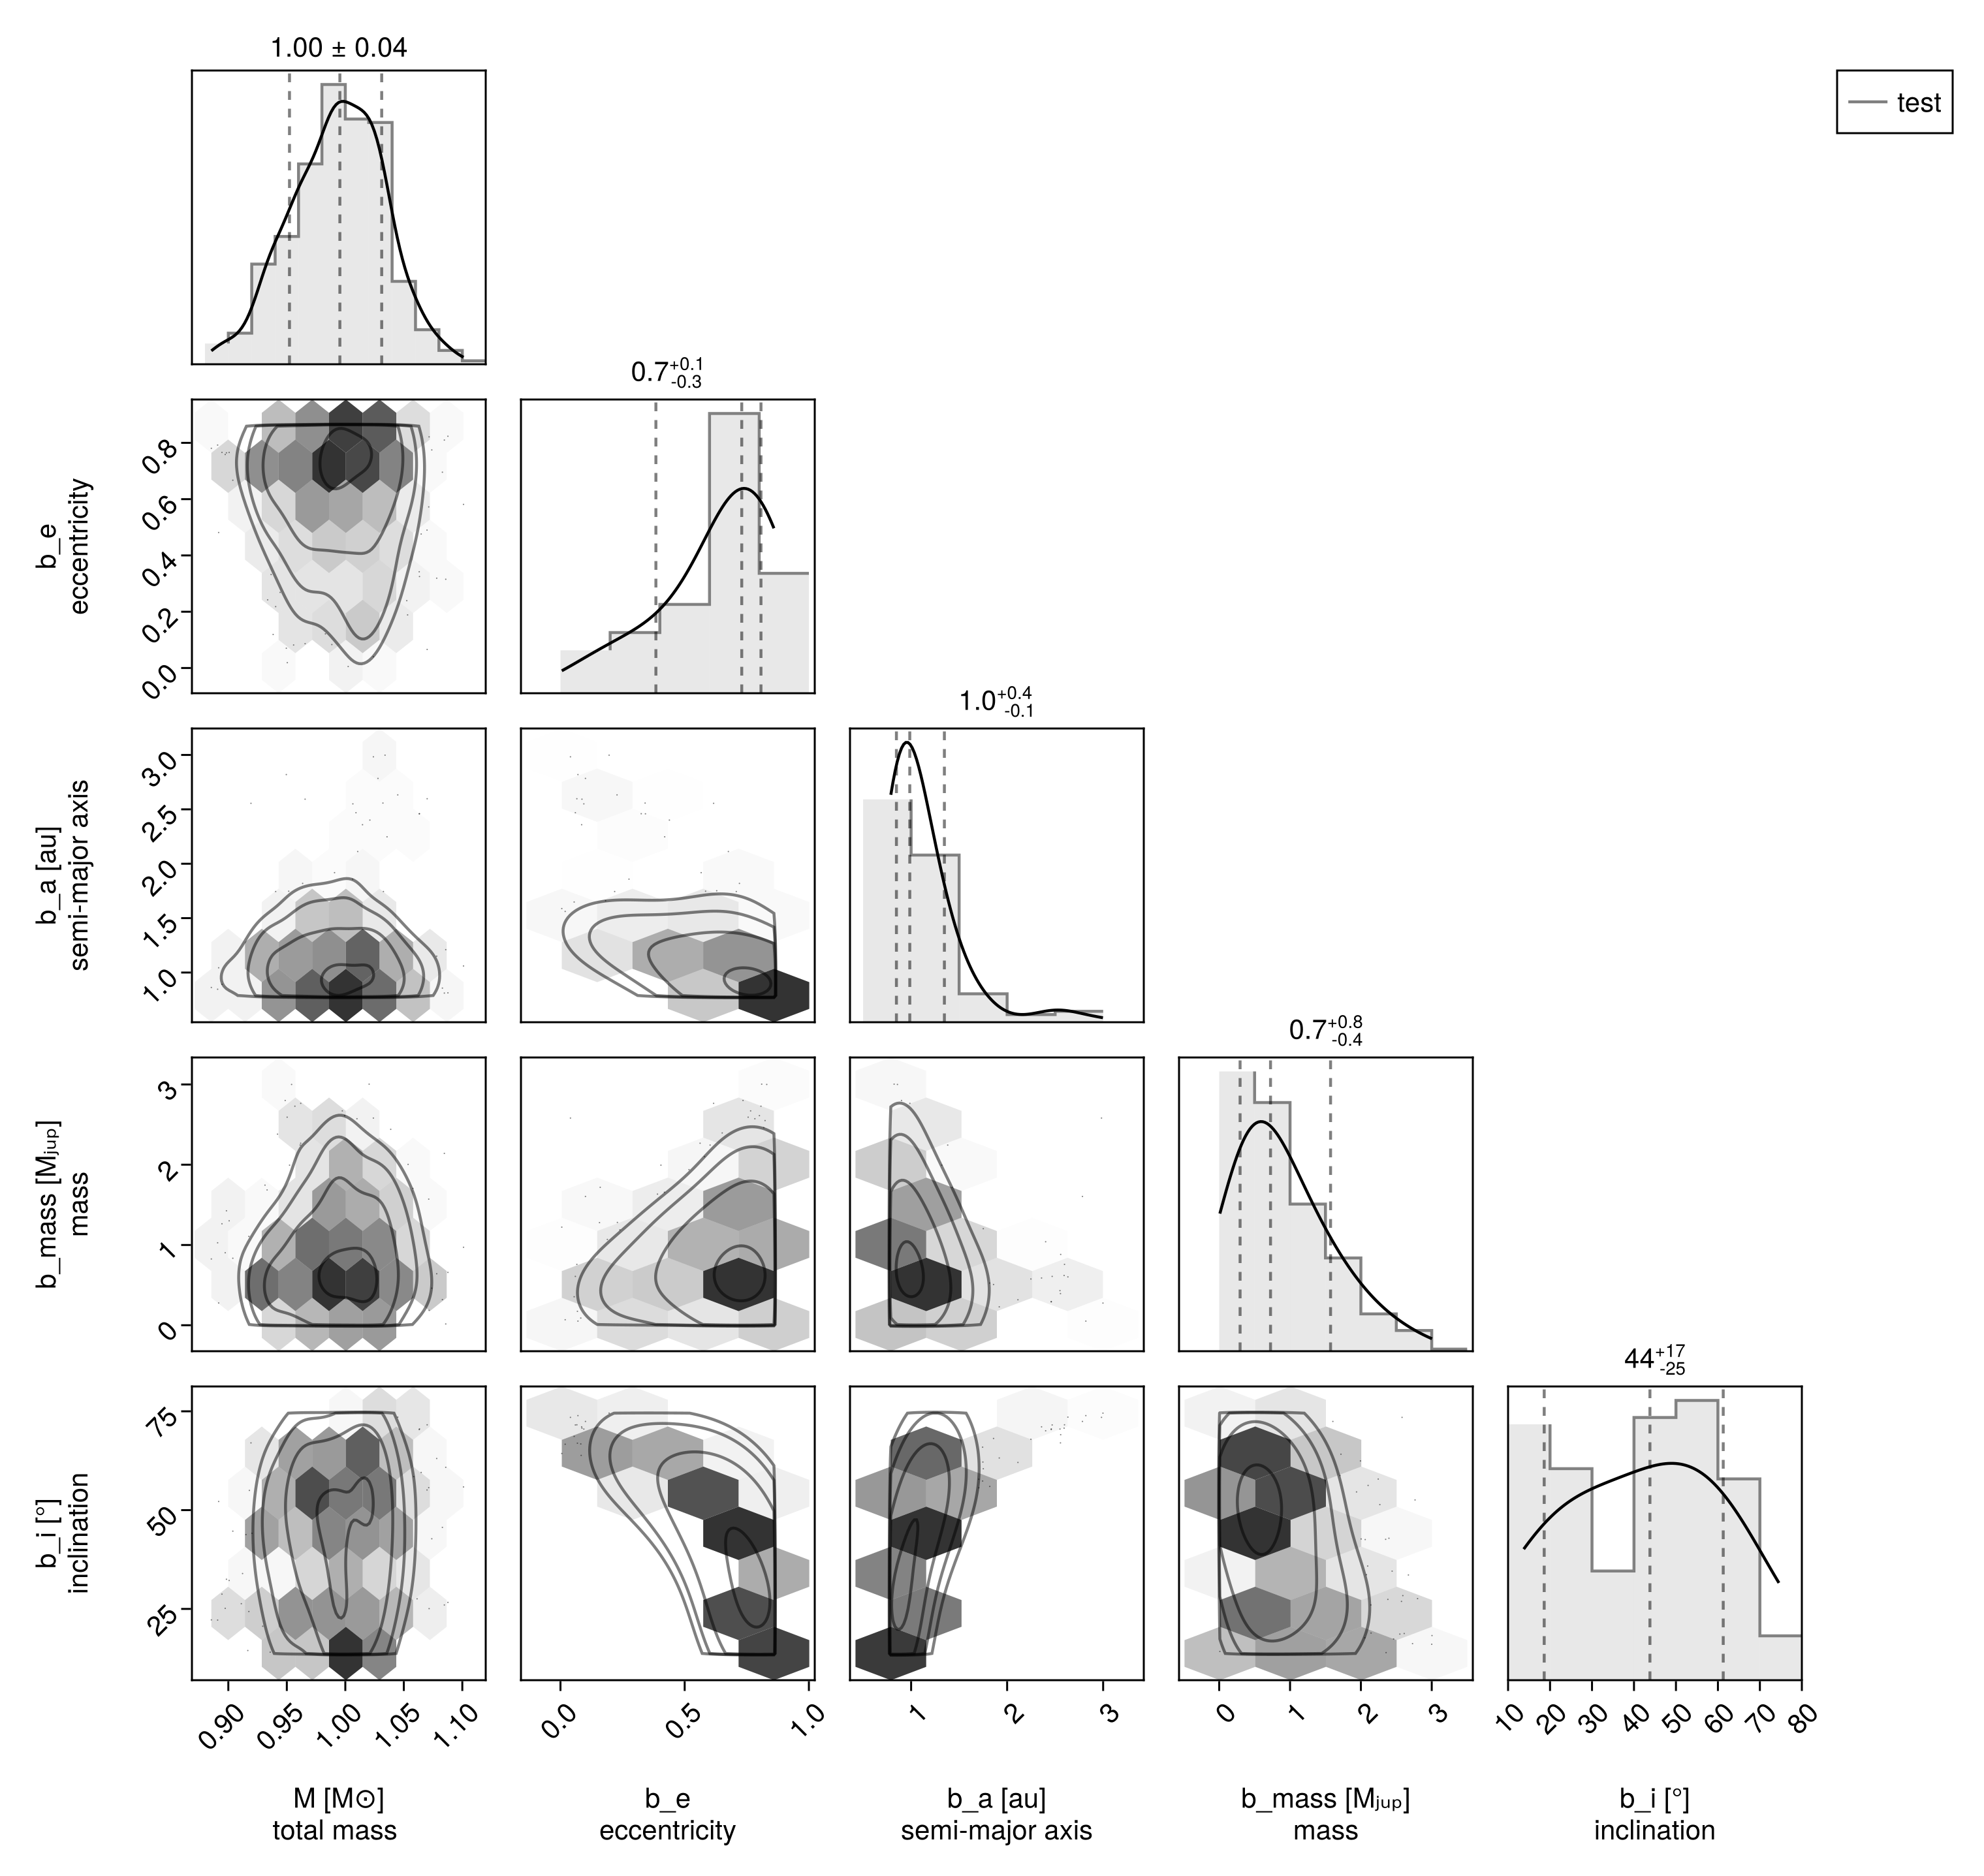 1.00 ± 0.04
test
0.7+0.1-0.3
b_e
eccentricity
0.8
0.6
0.4
0.2
0.0
1.0+0.4-0.1
b_a [au]
semi-major axis
3.0
2.5
2.0
1.5
1.0
0.7+0.8-0.4
b_mass [Mⱼᵤₚ]
mass
3
2
1
0
44+17-25
b_i [°]
inclination
75
50
25
0.90 0.95 1.00 1.05 1.10
0.0 0.5 1.0
1 2 3
0 1 2 3
10 20 30 40 50 60 70 80
M [M⊙]
total mass
b_e
eccentricity
b_a [au]
semi-major axis
b_mass [Mⱼᵤₚ]
mass
b_i [°]
inclination